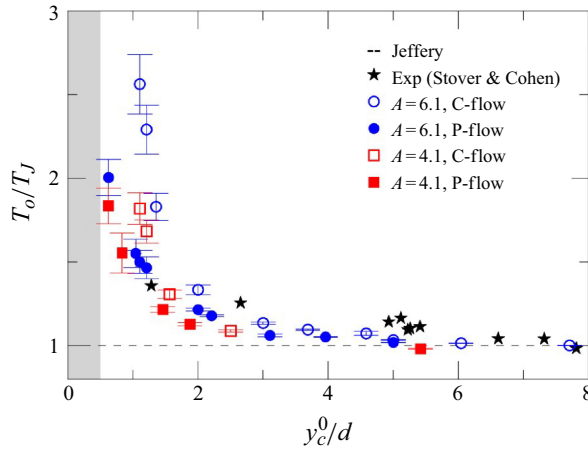 3
2
1
T_o/T_J
0
2
4
6
8
y_c^0/d
Jeffery
Exp (Stover & Cohen)
A=6.1, C-flow
A=6.1, P-flow
A=4.1, C-flow
A=4.1, P-flow